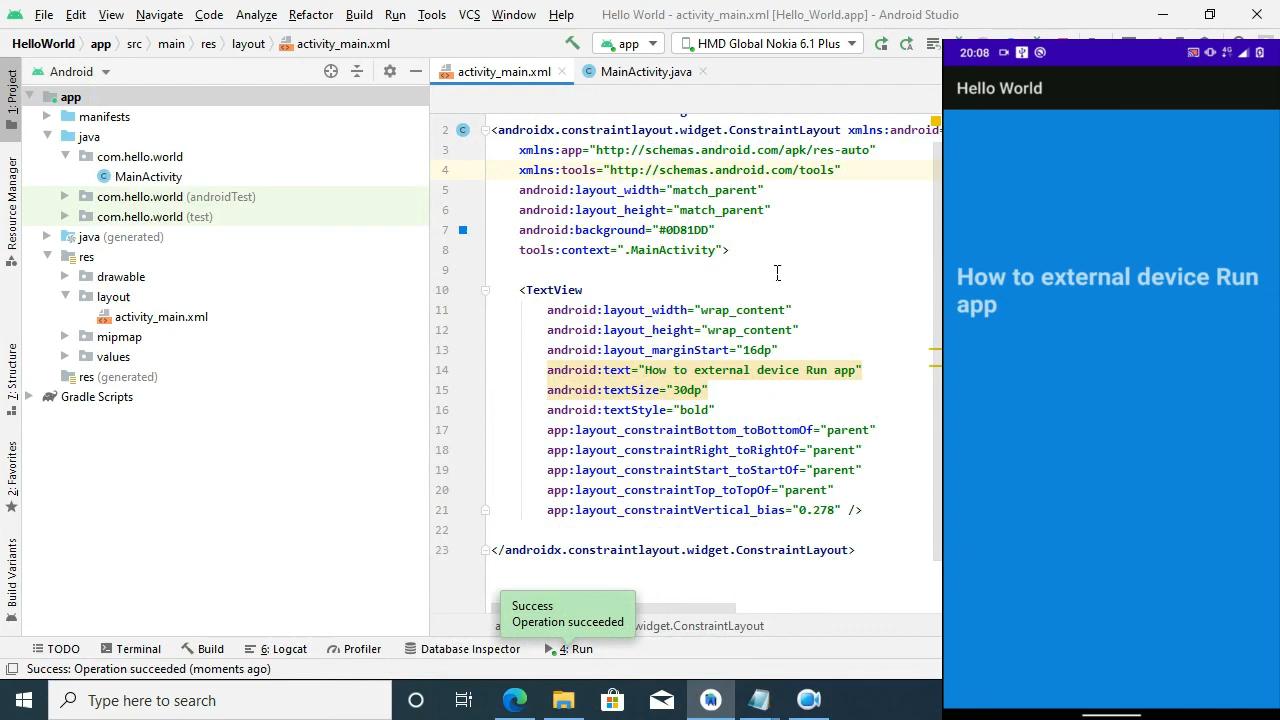 File Edit View Navigate Code Analyze Refactor Build Run Tools VCS Window Help Hello World - activity_main.xml [Hello_World.app] - Android Studio
HelloWorld app src main res layout activity_main.xml app HMD Global Nokia 6.1 Plus
Android
activity_main.xml MainActivity.java
1: Project
Resource Manager
Z: Structure
2: Favorites
Build Variants
app
manifests
java
com.hello.world
MainActivity
com.hello.world (androidTest)
com.hello.world (test)
java (generated)
res
drawable
layout
activity_main.xml
mipmap
values
res (generated)
Gradle Scripts
2 <androidx.constraintlayout.widget.ConstraintLayout xmlns:android=
3 xmlns:app="http://schemas.android.com/apk/res-auto"
4 xmlns:tools="http://schemas.android.com/tools"
5 android:layout_width="match_parent"
6 android:layout_height="match_parent"
7 android:background="#0D81DD"
8 tools:context=".MainActivity">
9
10 <TextView
11 android:layout_width="wrap_content"
12 android:layout_height="wrap_content"
13 android:layout_marginStart="16dp"
14 android:text="How to external device Run app"
15 android:textSize="30dp"
16 android:textStyle="bold"
17 app:layout_constraintBottom_toBottomOf="parent"
18 app:layout_constraintRight_toRightOf="parent"
19 app:layout_constraintStart_toStartOf="parent"
20 app:layout_constraintTop_toTopOf="parent"
21 app:layout_constraintVertical_bias="0.278" />
22
23 </androidx.constraintlayout.widget.ConstraintLayout>
Success
Operation succeeded
widget.ConstraintLayout
TODO Terminal Build 6: Logcat Profiler Database Inspector 4: Run
Success: Operation succeeded (moments ago)
Type here to search
20:08 4G
Hello World
How to external device Run
app